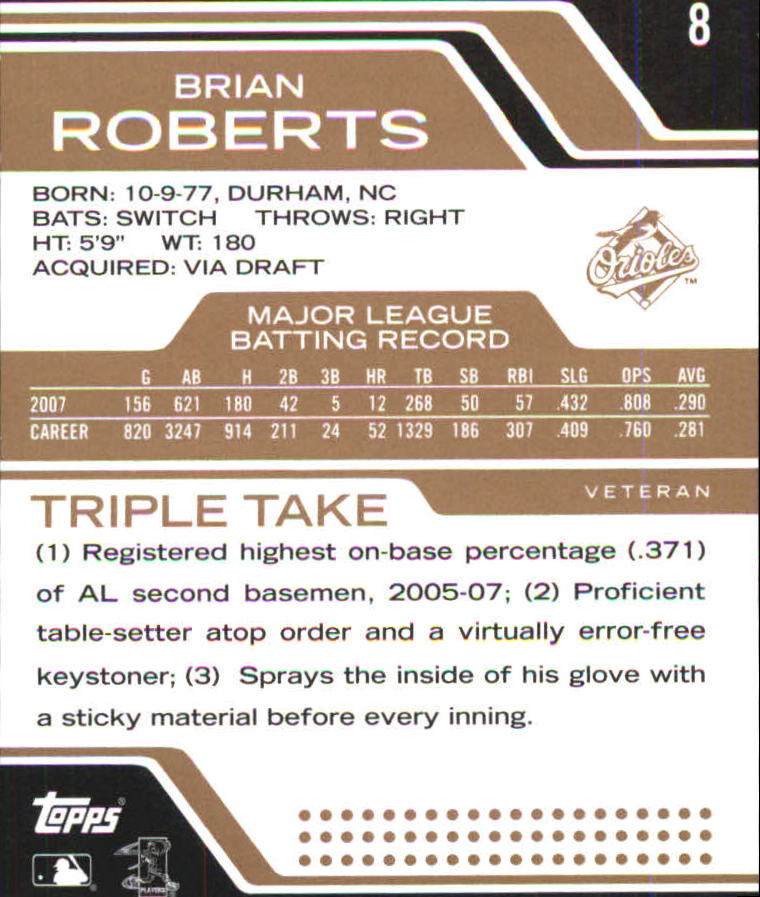 8
BRIAN
ROBERTS
BORN: 10-9-77, DURHAM, NC
BATS: SWITCH THROWS: RIGHT
HT: 5'9" WT: 180
ACQUIRED: VIA DRAFT
Orioles TM
MAJOR LEAGUE
BATTING RECORD
G AB H 2B 3B HR TB SB RBI SLG OPS AVG
2007 156 621 180 42 5 12 268 50 57 .432 .808 .290
CAREER 820 3247 914 211 24 52 1329 186 307 .409 .760 .281
VETERAN
TRIPLE TAKE
(1) Registered highest on-base percentage (.371)
of AL second basemen, 2005-07; (2) Proficient
table-setter atop order and a virtually error-free
keystoner; (3) Sprays the inside of his glove with
a sticky material before every inning.
Topps®
PLAYERS